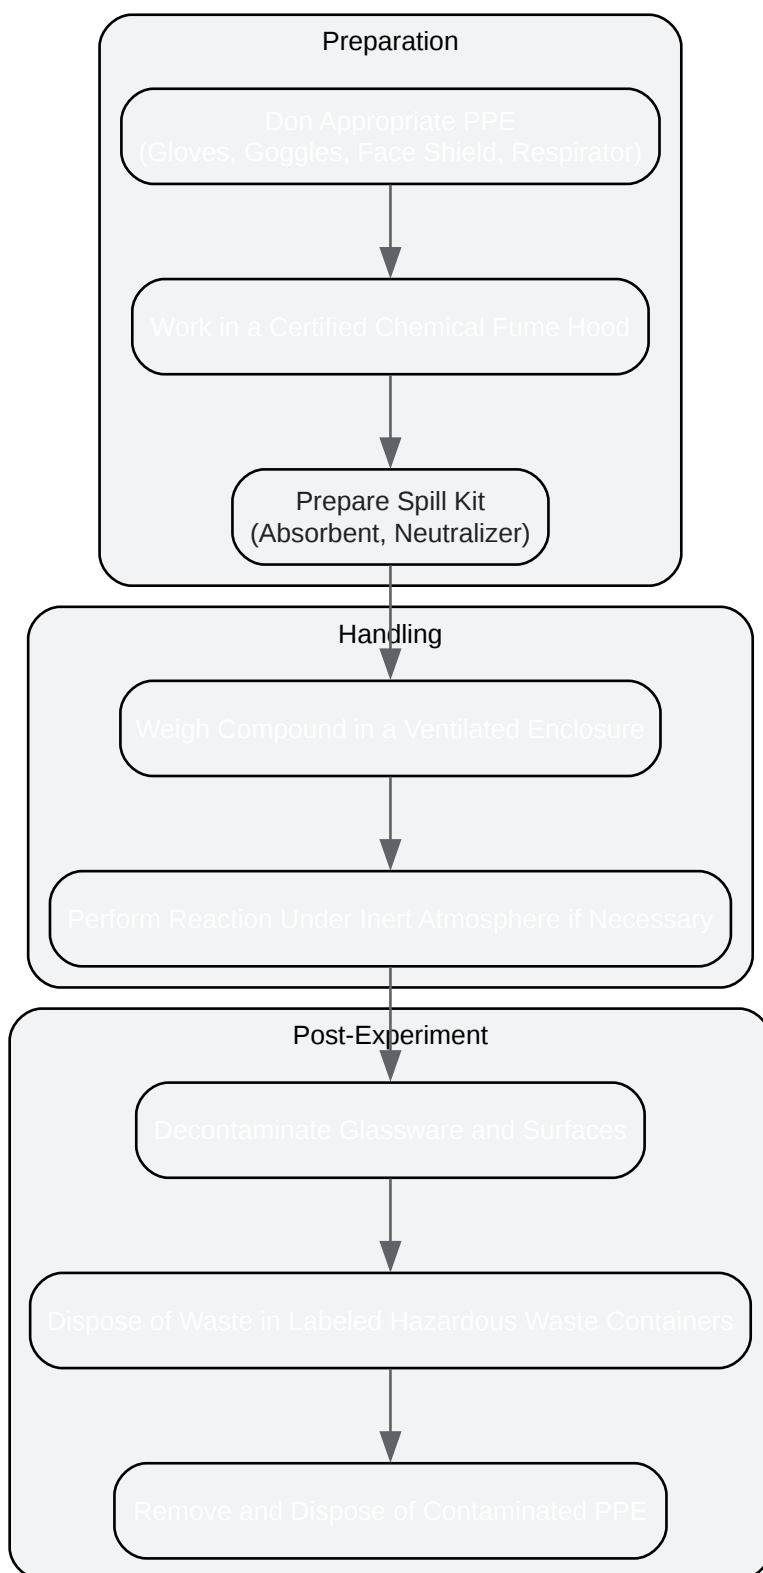 Preparation
Don Appropriate PPE
(Gloves, Goggles, Face Shield, Respirator)
Work in a Certified Chemical Fume Hood
Prepare Spill Kit
(Absorbent, Neutralizer)
Handling
Weigh Compound in a Ventilated Enclosure
Perform Reaction Under Inert Atmosphere if Necessary
Post-Experiment
Decontaminate Glassware and Surfaces
Dispose of Waste in Labeled Hazardous Waste Containers
Remove and Dispose of Contaminated PPE